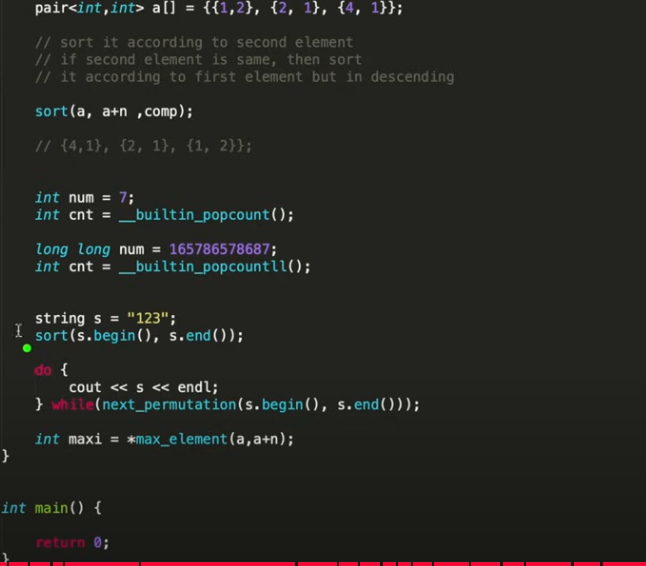 pair<int,int> a[] = {{1,2}, {2, 1}, {4, 1}};
// sort it according to second element
// if second element is same, then sort
// it according to first element but in descending
sort(a, a+n ,comp);
// {4,1}, {2, 1}, {1, 2}};
int num = 7;
int cnt = __builtin_popcount();
long long num = 165786578687;
int cnt = __builtin_popcountll();
string s = "123";
sort(s.begin(), s.end());
do {
cout << s << endl;
} while(next_permutation(s.begin(), s.end()));
int maxi = *max_element(a,a+n);
}
int main() {
return 0;
}